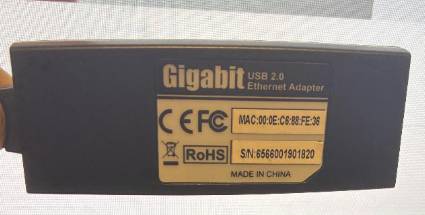 Gigabit USB 2.0
Ethernet Adapter
CE FC MAC:00:0E:C6:88:FE:36
RoHS S/N:6566001901820
MADE IN CHINA